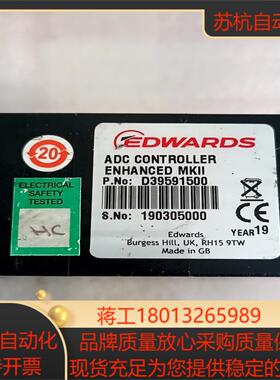 苏杭自动
EDWARDS
ADC CONTROLLER
ENHANCED MKII
P.No: D39591500
S.No: 190305000
CE
YEAR 19
Edwards
Burgess Hill, UK, RH15 9TW
Made in GB
20
ELECTRICAL
SAFETY
TESTED
HC
蒋工18013265989
自动化
品牌质量放心采购质量
开票
现货充足为您提供稳定的